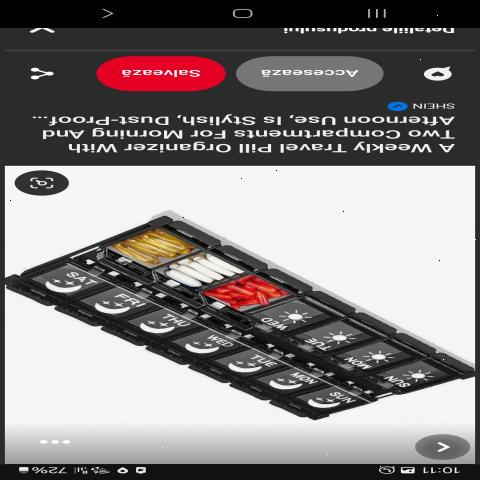 10:11
72%
SUN
MON
TUE
WED
THU
FRI
SAT
SUN
MON
TUE
WED
A Weekly Travel Pill Organizer With
Two Compartments For Morning And
Afternoon Use, Is Stylish, Dust-Proof...
SHEIN
Accesează
Salvează
Detaliile produsului